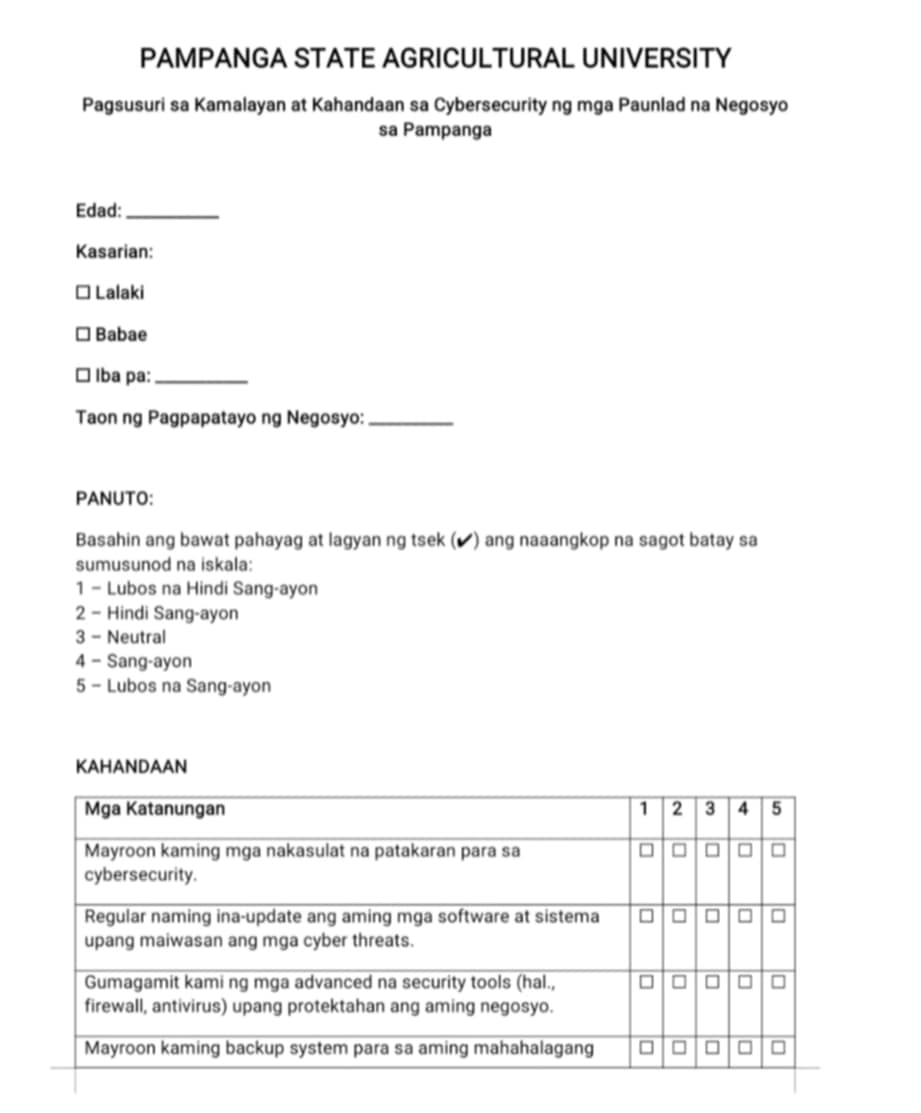 PAMPANGA STATE AGRICULTURAL UNIVERSITY
Pagsusuri sa Kamalayan at Kahandaan sa Cybersecurity ng mga Paunlad na Negosyo
sa Pampanga
Edad: __________
Kasarian:
☐ Lalaki
☐ Babae
☐ Iba pa: __________
Taon ng Pagpapatayo ng Negosyo: _________
PANUTO:
Basahin ang bawat pahayag at lagyan ng tsek (✔) ang naaangkop na sagot batay sa
sumusunod na iskala:
1 – Lubos na Hindi Sang-ayon
2 – Hindi Sang-ayon
3 – Neutral
4 – Sang-ayon
5 – Lubos na Sang-ayon
KAHANDAAN
Mga Katanungan 1 2 3 4 5
Mayroon kaming mga nakasulat na patakaran para sa ☐ ☐ ☐ ☐ ☐
cybersecurity.
Regular naming ina-update ang aming mga software at sistema ☐ ☐ ☐ ☐ ☐
upang maiwasan ang mga cyber threats.
Gumagamit kami ng mga advanced na security tools (hal., ☐ ☐ ☐ ☐ ☐
firewall, antivirus) upang protektahan ang aming negosyo.
Mayroon kaming backup system para sa aming mahahalagang ☐ ☐ ☐ ☐ ☐